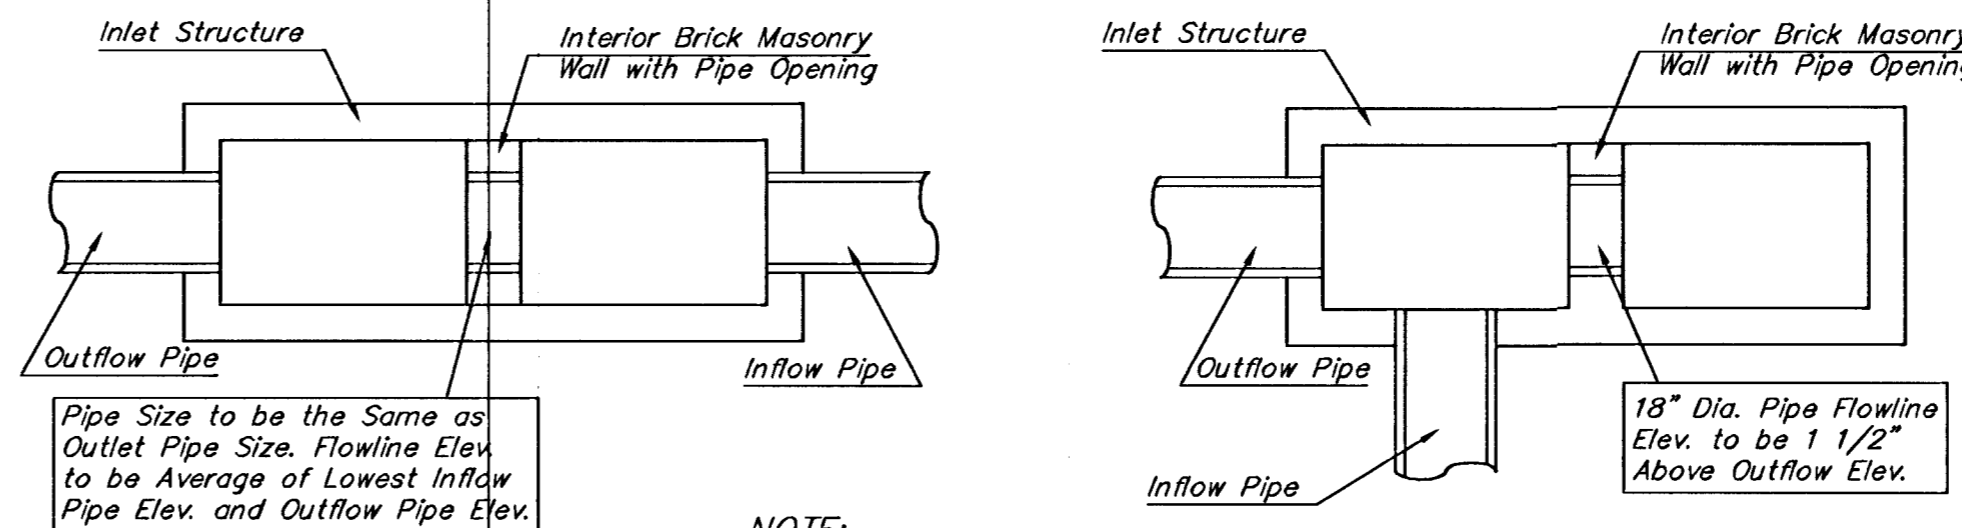 Inlet Structure
Interior Brick Masonry
Wall with Pipe Opening
Outflow Pipe
Inflow Pipe
Pipe Size to be the Same as
Outlet Pipe Size. Flowline Elev.
to be Average of Lowest Inflow
Pipe Elev. and Outflow Pipe Elev.
NOTE:
Inlet Structure
Interior Brick Masonry
Wall with Pipe Opening
Outflow Pipe
Inflow Pipe
18" Dia. Pipe Flowline
Elev. to be 1 1/2"
Above Outflow Elev.